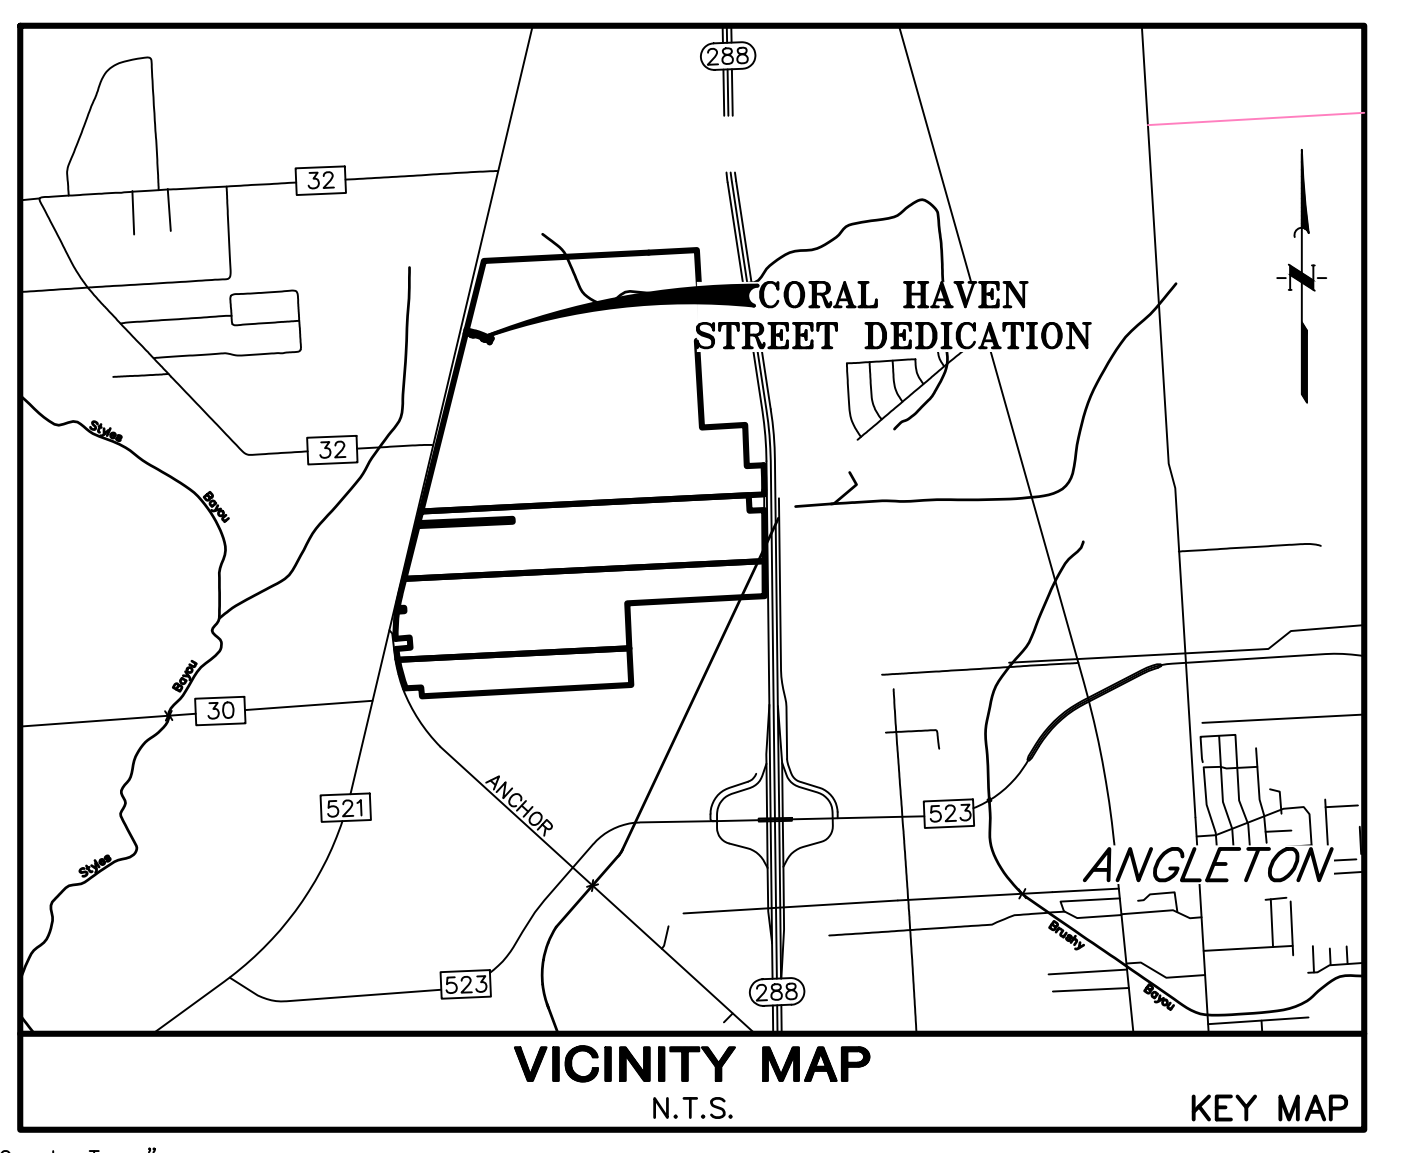 288
32
CORAL HAVEN
STREET DEDICATION
Styles
32
Bayou
Bayou
30
ANCHOR
521
523
ANGLETON
Styles
Brushy
523
288
Bayou
VICINITY MAP
N.T.S.
KEY MAP